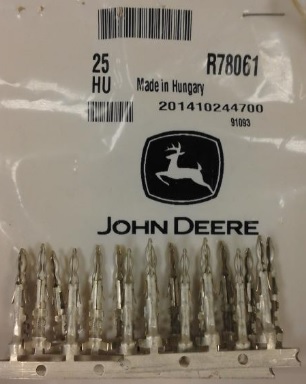 25 R78061
HU Made in Hungary
201410244700
91093
JOHN DEERE